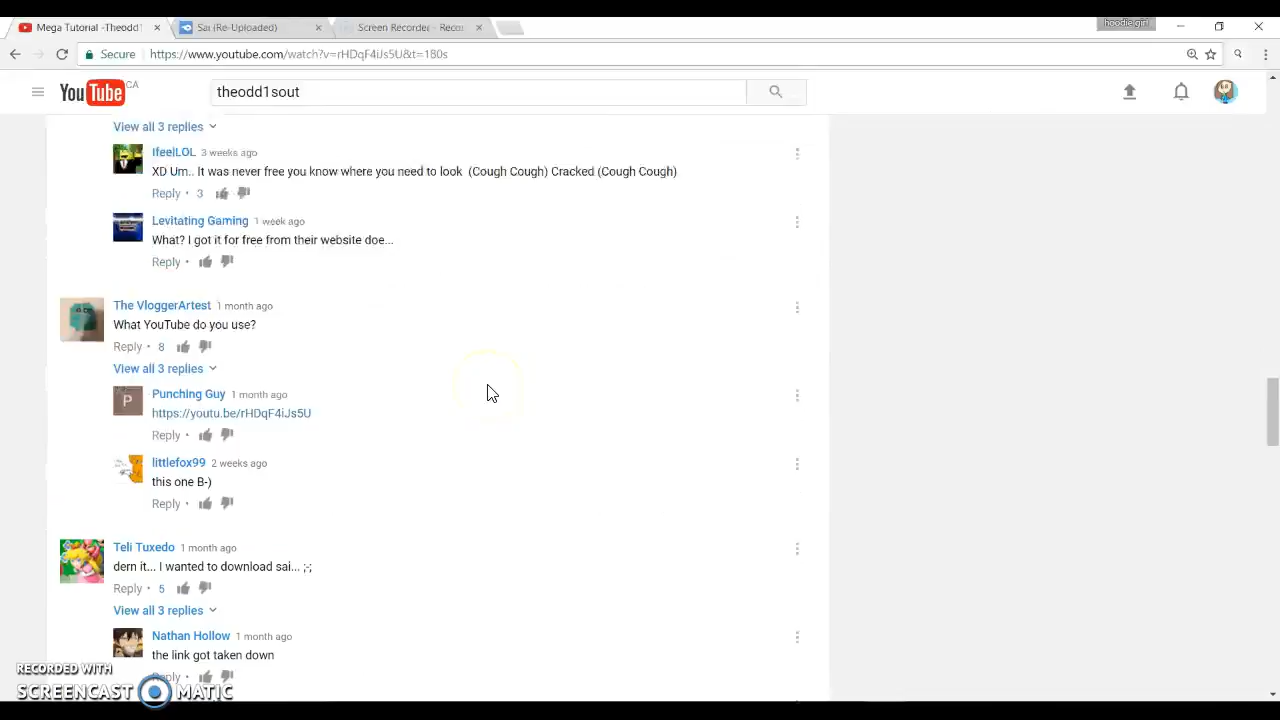 Mega Tutorial -Theodd1
Sai (Re-Uploaded)
Screen Recorder - Reco
hoodie girl
Secure
https://www.youtube.com/watch?v=rHDqF4iJs5U&t=180s
YouTube CA
theodd1sout
View all 3 replies
IfeelLOL 3 weeks ago
XD Um.. It was never free you know where you need to look (Cough Cough) Cracked (Cough Cough)
Reply • 3
Levitating Gaming 1 week ago
What? I got it for free from their website doe...
Reply •
The VloggerArtest 1 month ago
What YouTube do you use?
Reply • 8
View all 3 replies
Punching Guy 1 month ago
P
https://youtu.be/rHDqF4iJs5U
Reply •
littlefox99 2 weeks ago
this one B-)
Reply •
Teli Tuxedo 1 month ago
dern it... I wanted to download sai... ;-;
Reply • 5
View all 3 replies
Nathan Hollow 1 month ago
the link got taken down
Reply •
RECORDED WITH
SCREENCAST MATIC